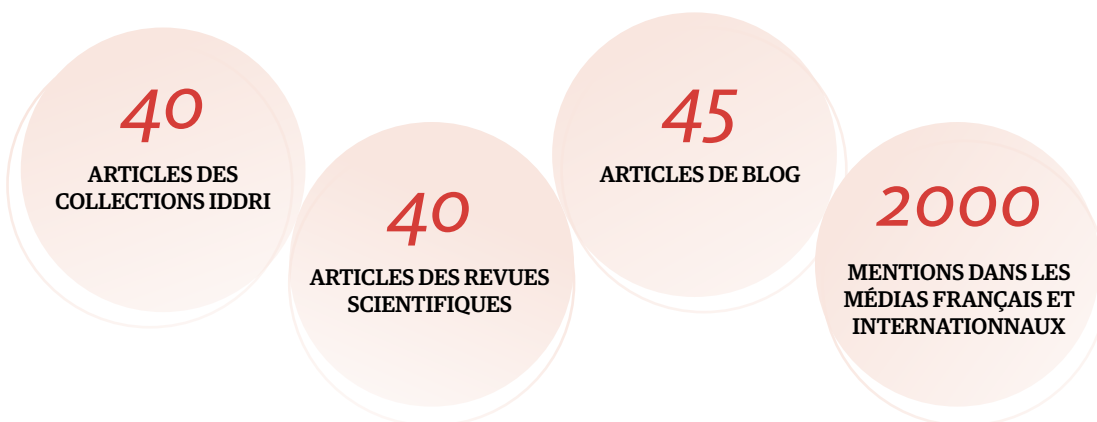 40
ARTICLES DES
COLLECTIONS IDDRI
40
ARTICLES DES REVUES
SCIENTIFIQUES
45
ARTICLES DE BLOG
2000
MENTIONS DANS LES
MÉDIAS FRANÇAIS ET
INTERNATIONNAUX